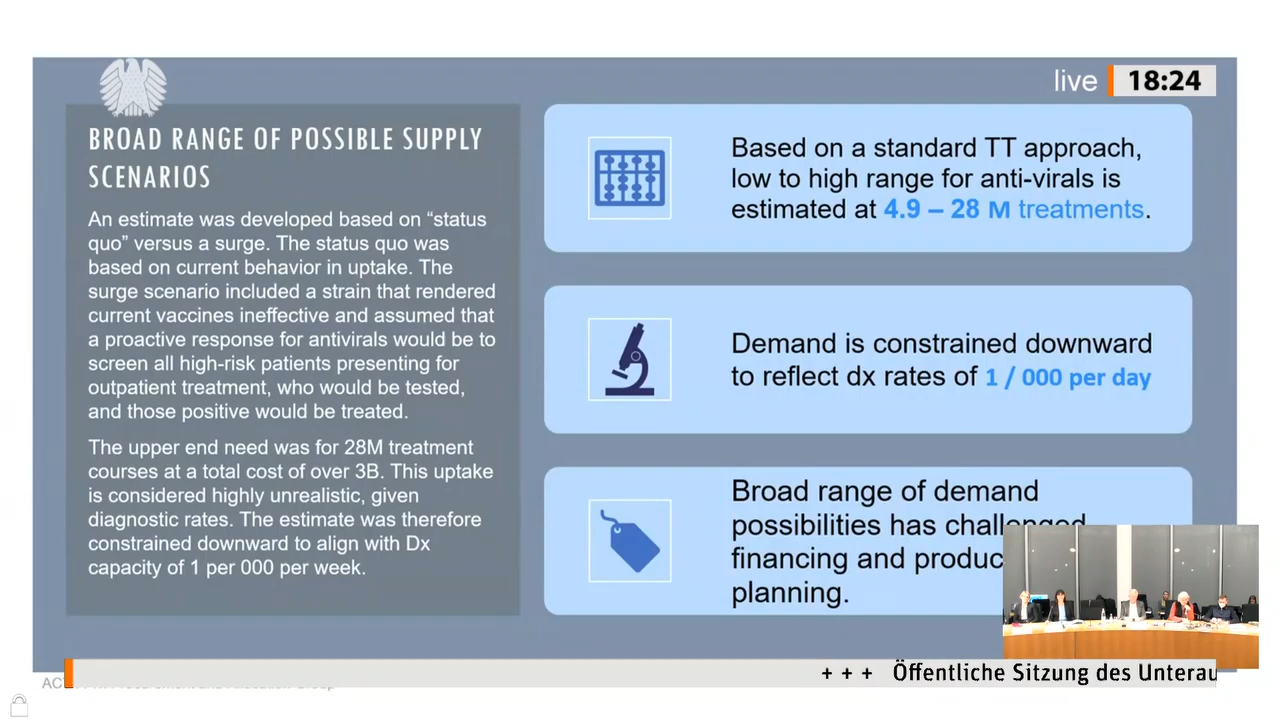 live 18:24
BROAD RANGE OF POSSIBLE SUPPLY
SCENARIOS
An estimate was developed based on “status
quo” versus a surge. The status quo was
based on current behavior in uptake. The
surge scenario included a strain that rendered
current vaccines ineffective and assumed that
a proactive response for antivirals would be to
screen all high-risk patients presenting for
outpatient treatment, who would be tested,
and those positive would be treated.
The upper end need was for 28M treatment
courses at a total cost of over 3B. This uptake
is considered highly unrealistic, given
diagnostic rates. The estimate was therefore
constrained downward to align with Dx
capacity of 1 per 000 per week.
Based on a standard TT approach,
low to high range for anti-virals is
estimated at 4.9 – 28 M treatments.
Demand is constrained downward
to reflect dx rates of 1 / 000 per day
Broad range of demand
possibilities has challenged
financing and produc
planning.
+ + + Öffentliche Sitzung des Unterau